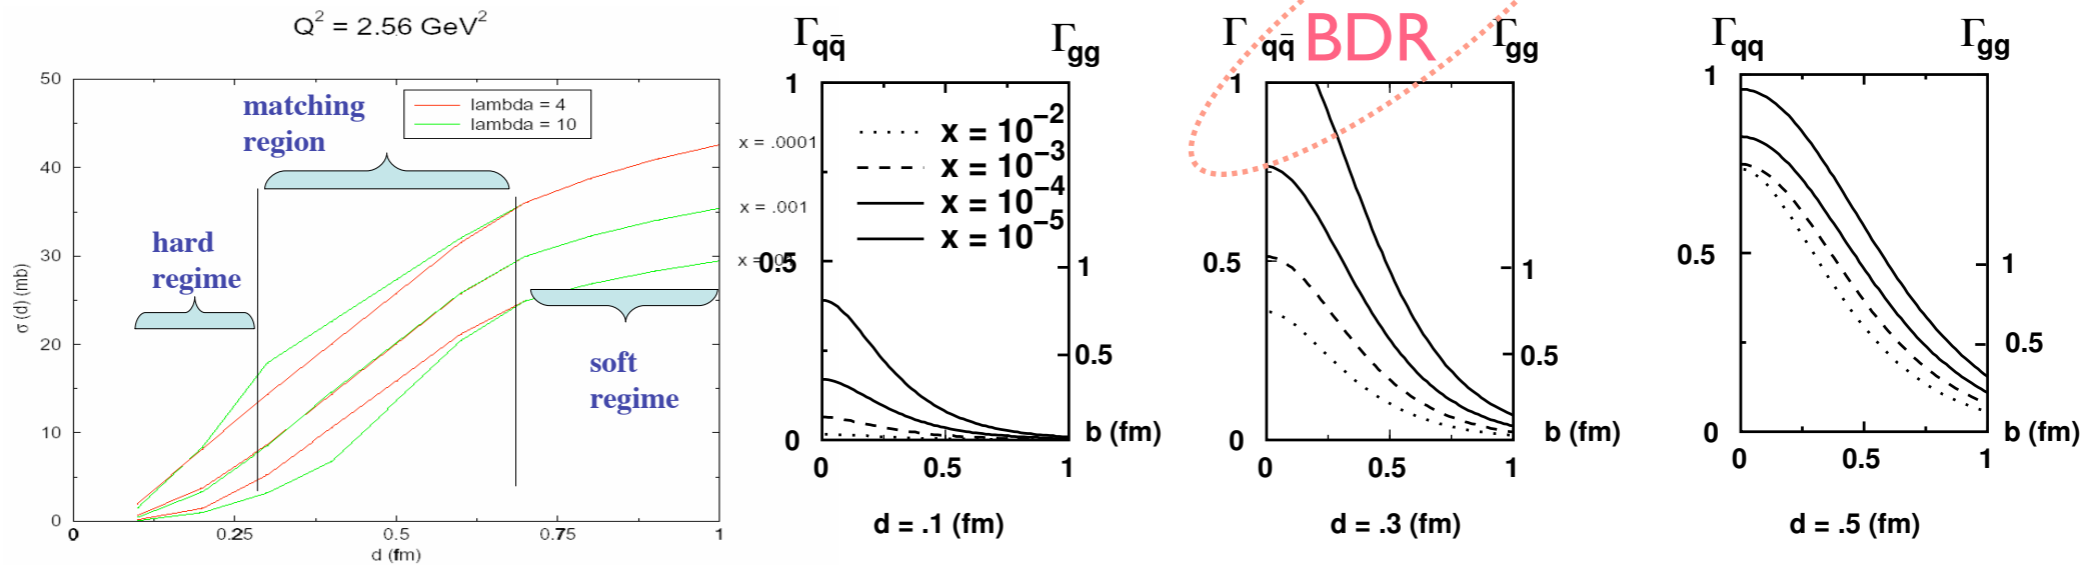 Q² = 2.56 GeV²
50
40
30
20
10
0
σ (d) (mb)
0
0.25
0.5
0.75
1
d (fm)
matching
region
lambda = 4
lambda = 10
hard
regime
soft
regime
x = .0001
x = .001
Γqq̄
Γgg
1
0.5
0
x = 10⁻²
x = 10⁻³
x = 10⁻⁴
x = 10⁻⁵
1
0.5
b (fm)
0
0.5
1
d = .1 (fm)
Γqq̄
BDR
Γgg
1
0.5
0
1
0.5
b (fm)
0
0.5
1
d = .3 (fm)
Γqq
Γgg
1
0.5
0
1
0.5
b (fm)
0
0.5
1
d = .5 (fm)